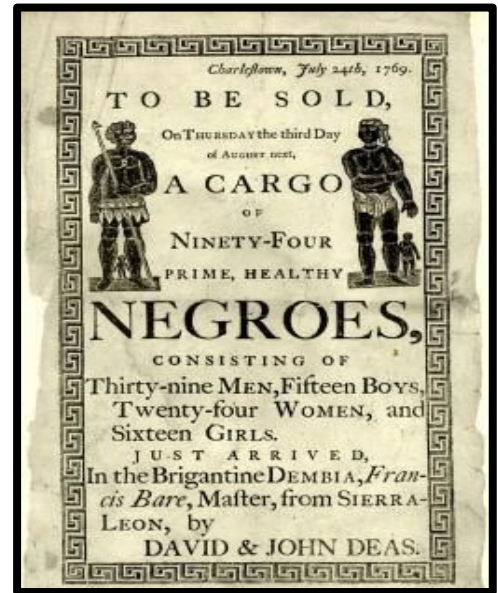 Charlestown, July 24th, 1769.
TO BE SOLD,
On THURSDAY the third Day
of AUGUST next,
A CARGO
OF
NINETY-FOUR
PRIME, HEALTHY
NEGROES,
CONSISTING OF
Thirty-nine MEN, Fifteen BOYS,
Twenty-four WOMEN, and
Sixteen GIRLS.
JUST ARRIVED,
In the Brigantine DEMBIA, Fran-
cis Bare, Maſter, from SIERRA-
LEON, by
DAVID & JOHN DEAS.